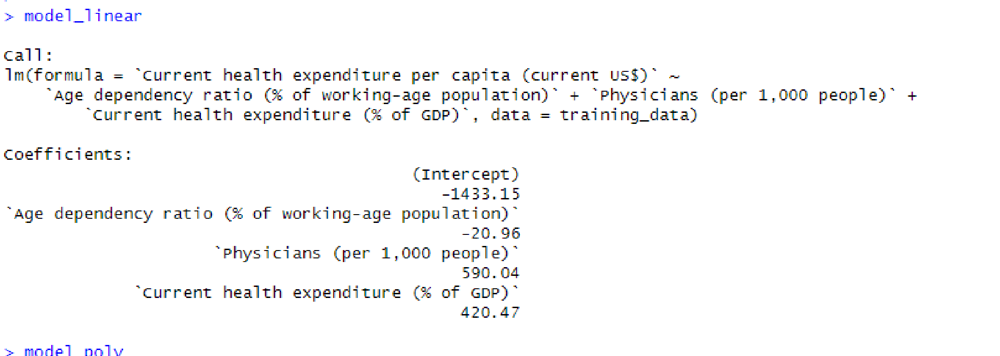 > model_linear
Call:
lm(formula = `Current health expenditure per capita (current US$)` ~
`Age dependency ratio (% of working-age population)` + `Physicians (per 1,000 people)` +
`Current health expenditure (% of GDP)`, data = training_data)
Coefficients:
(Intercept)
-1433.15
`Age dependency ratio (% of working-age population)`
-20.96
`Physicians (per 1,000 people)`
590.04
`Current health expenditure (% of GDP)`
420.47
> model_poly